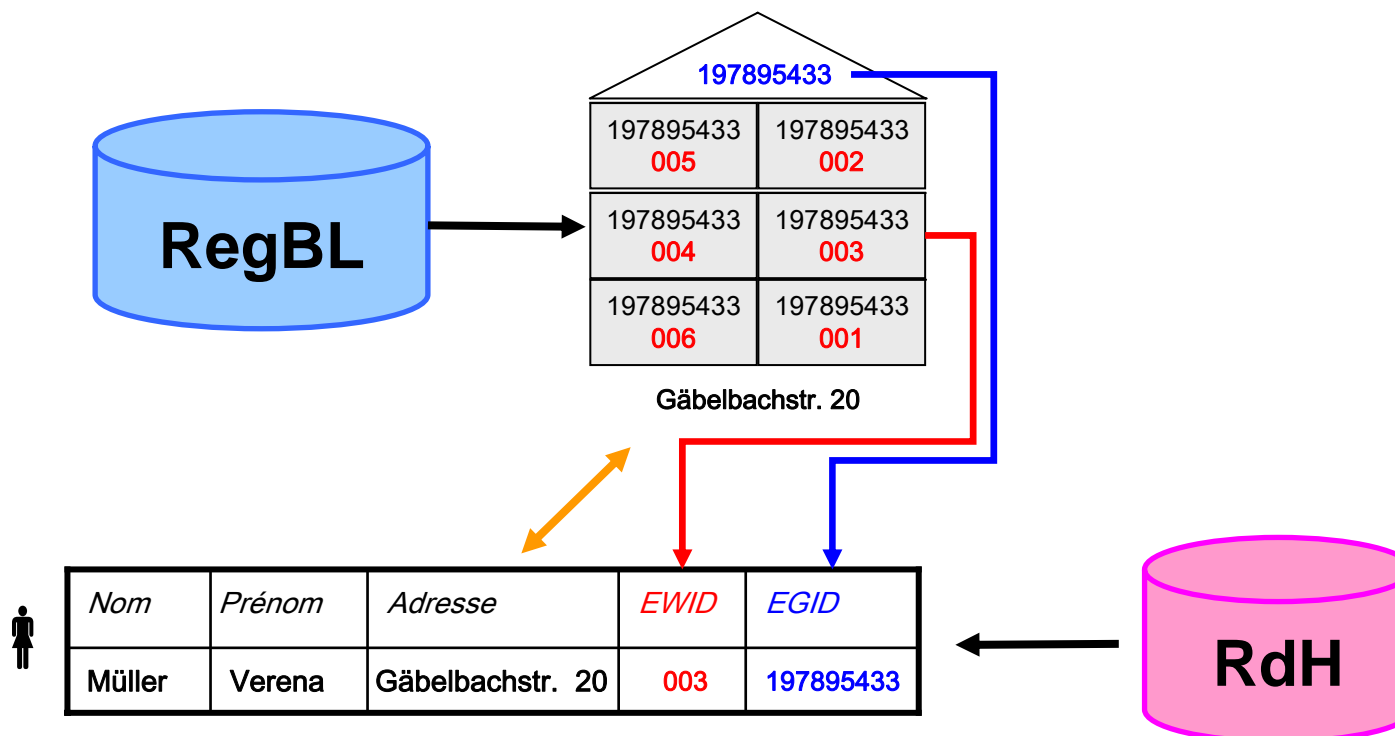 197895433
197895433 197895433
005 002
RegBL
197895433 197895433
004 003
197895433 197895433
006 001
Gäbelbachstr. 20
Nom Prénom Adresse EWID EGID
Müller Verena Gäbelbachstr. 20 003 197895433
RdH